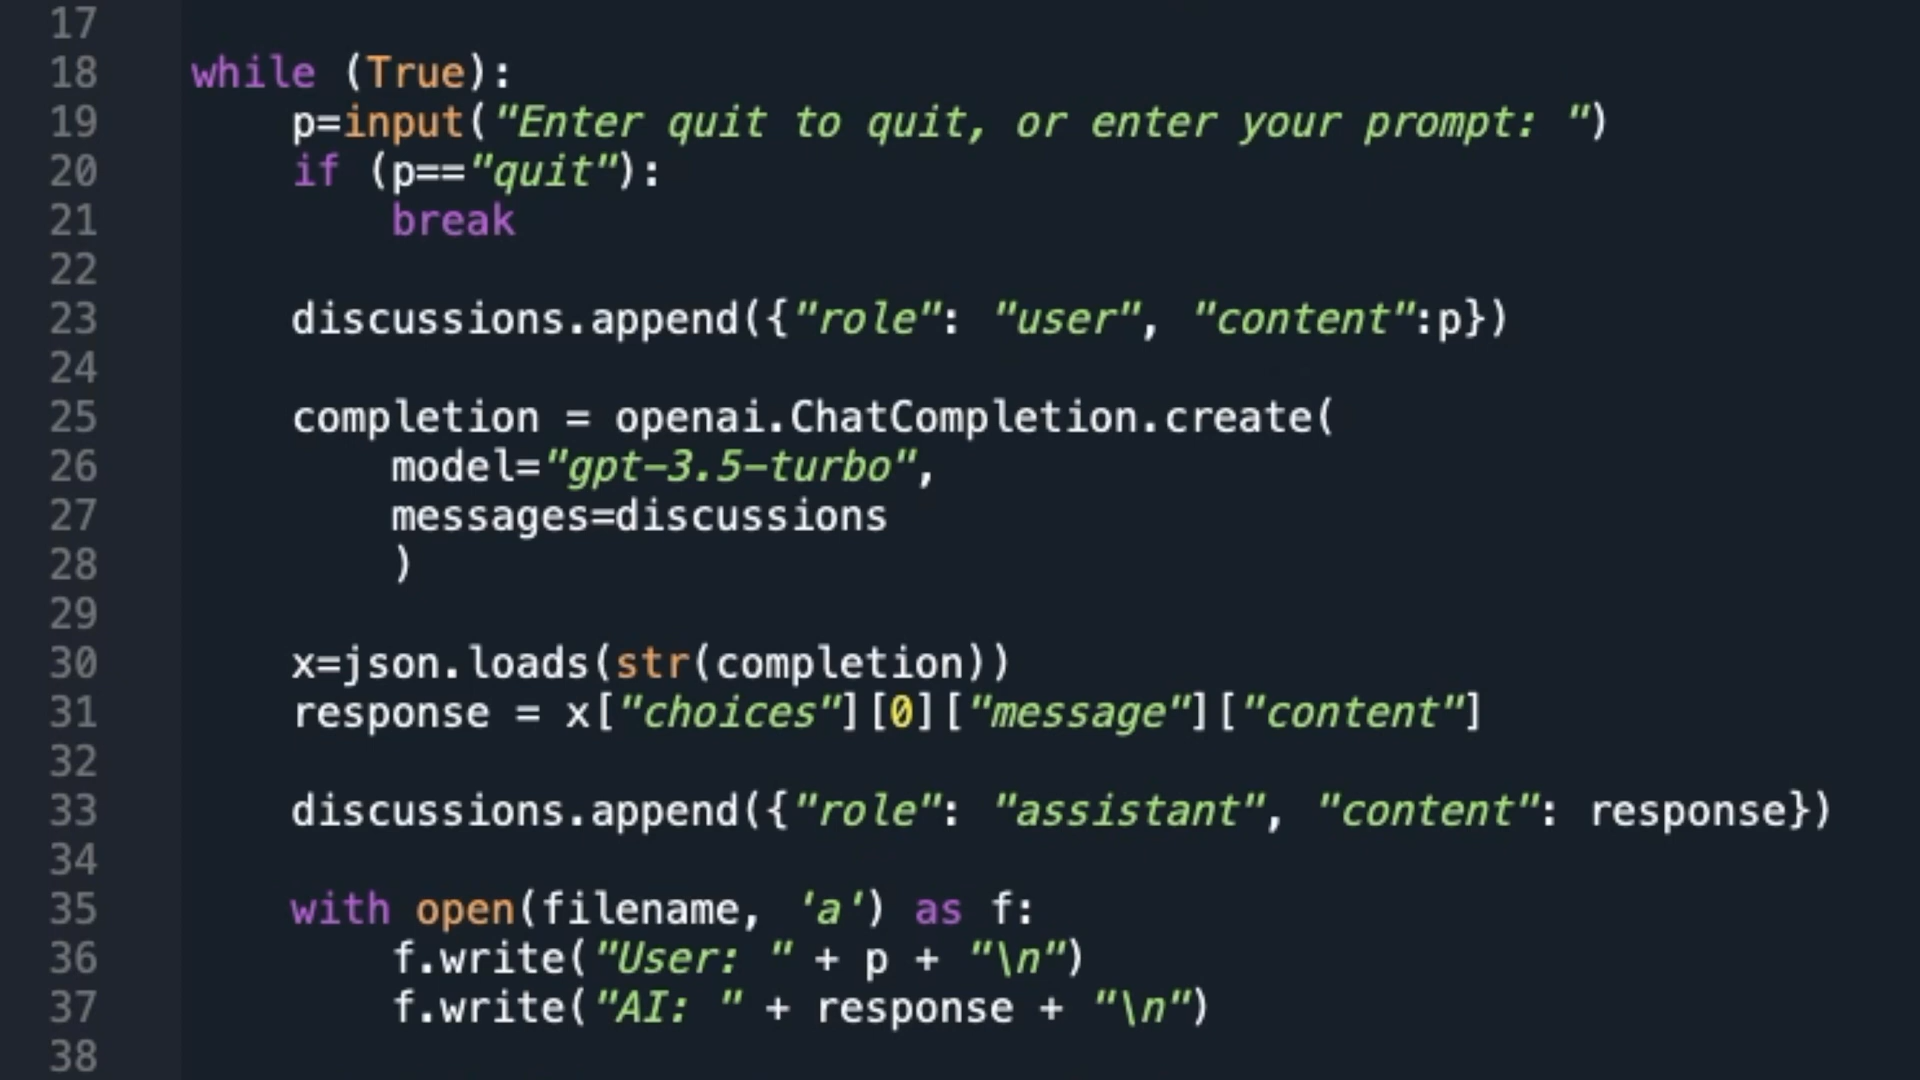 17
18 while (True):
19     p=input("Enter quit to quit, or enter your prompt: ")
20     if (p=="quit"):
21         break
22
23     discussions.append({"role": "user", "content":p})
24
25     completion = openai.ChatCompletion.create(
26         model="gpt-3.5-turbo",
27         messages=discussions
28         )
29
30     x=json.loads(str(completion))
31     response = x["choices"][0]["message"]["content"]
32
33     discussions.append({"role": "assistant", "content": response})
34
35     with open(filename, 'a') as f:
36         f.write("User: " + p + "\n")
37         f.write("AI: " + response + "\n")
38